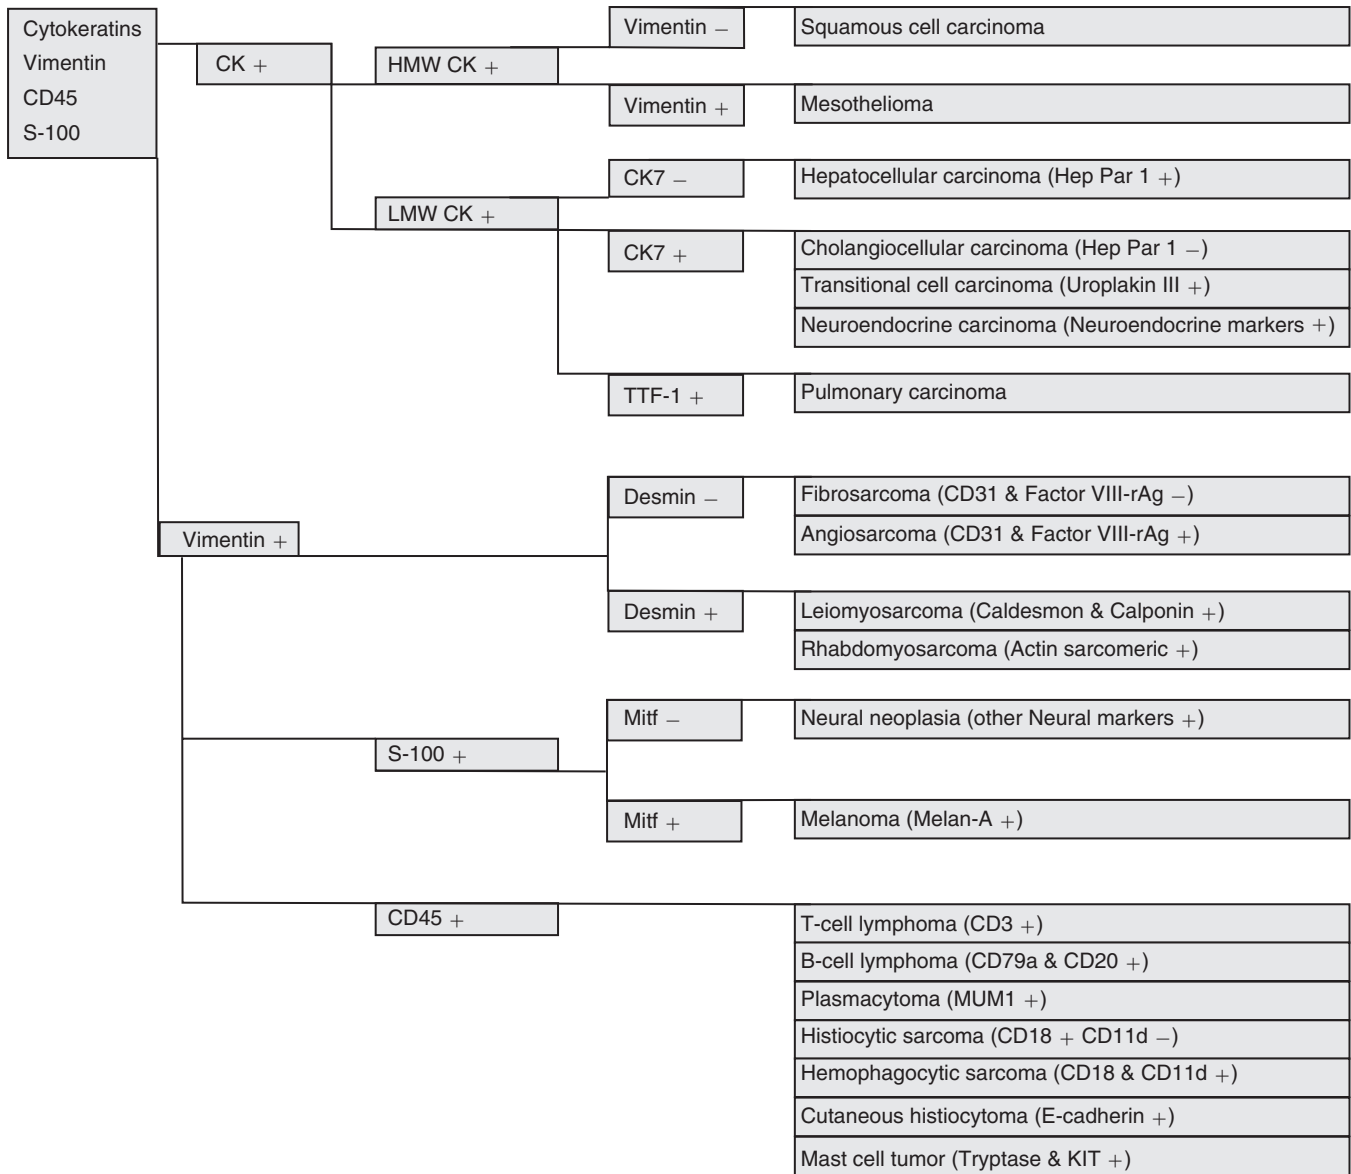 Cytokeratins
Vimentin
CD45
S-100
CK +
HMW CK +
Vimentin −
Squamous cell carcinoma
Vimentin +
Mesothelioma
LMW CK +
CK7 −
Hepatocellular carcinoma (Hep Par 1 +)
CK7 +
Cholangiocellular carcinoma (Hep Par 1 −)
Transitional cell carcinoma (Uroplakin III +)
Neuroendocrine carcinoma (Neuroendocrine markers +)
TTF-1 +
Pulmonary carcinoma
Vimentin +
Desmin −
Fibrosarcoma (CD31 & Factor VIII-rAg −)
Angiosarcoma (CD31 & Factor VIII-rAg +)
Desmin +
Leiomyosarcoma (Caldesmon & Calponin +)
Rhabdomyosarcoma (Actin sarcomeric +)
S-100 +
Mitf −
Neural neoplasia (other Neural markers +)
Mitf +
Melanoma (Melan-A +)
CD45 +
T-cell lymphoma (CD3 +)
B-cell lymphoma (CD79a & CD20 +)
Plasmacytoma (MUM1 +)
Histiocytic sarcoma (CD18 + CD11d −)
Hemophagocytic sarcoma (CD18 & CD11d +)
Cutaneous histiocytoma (E-cadherin +)
Mast cell tumor (Tryptase & KIT +)